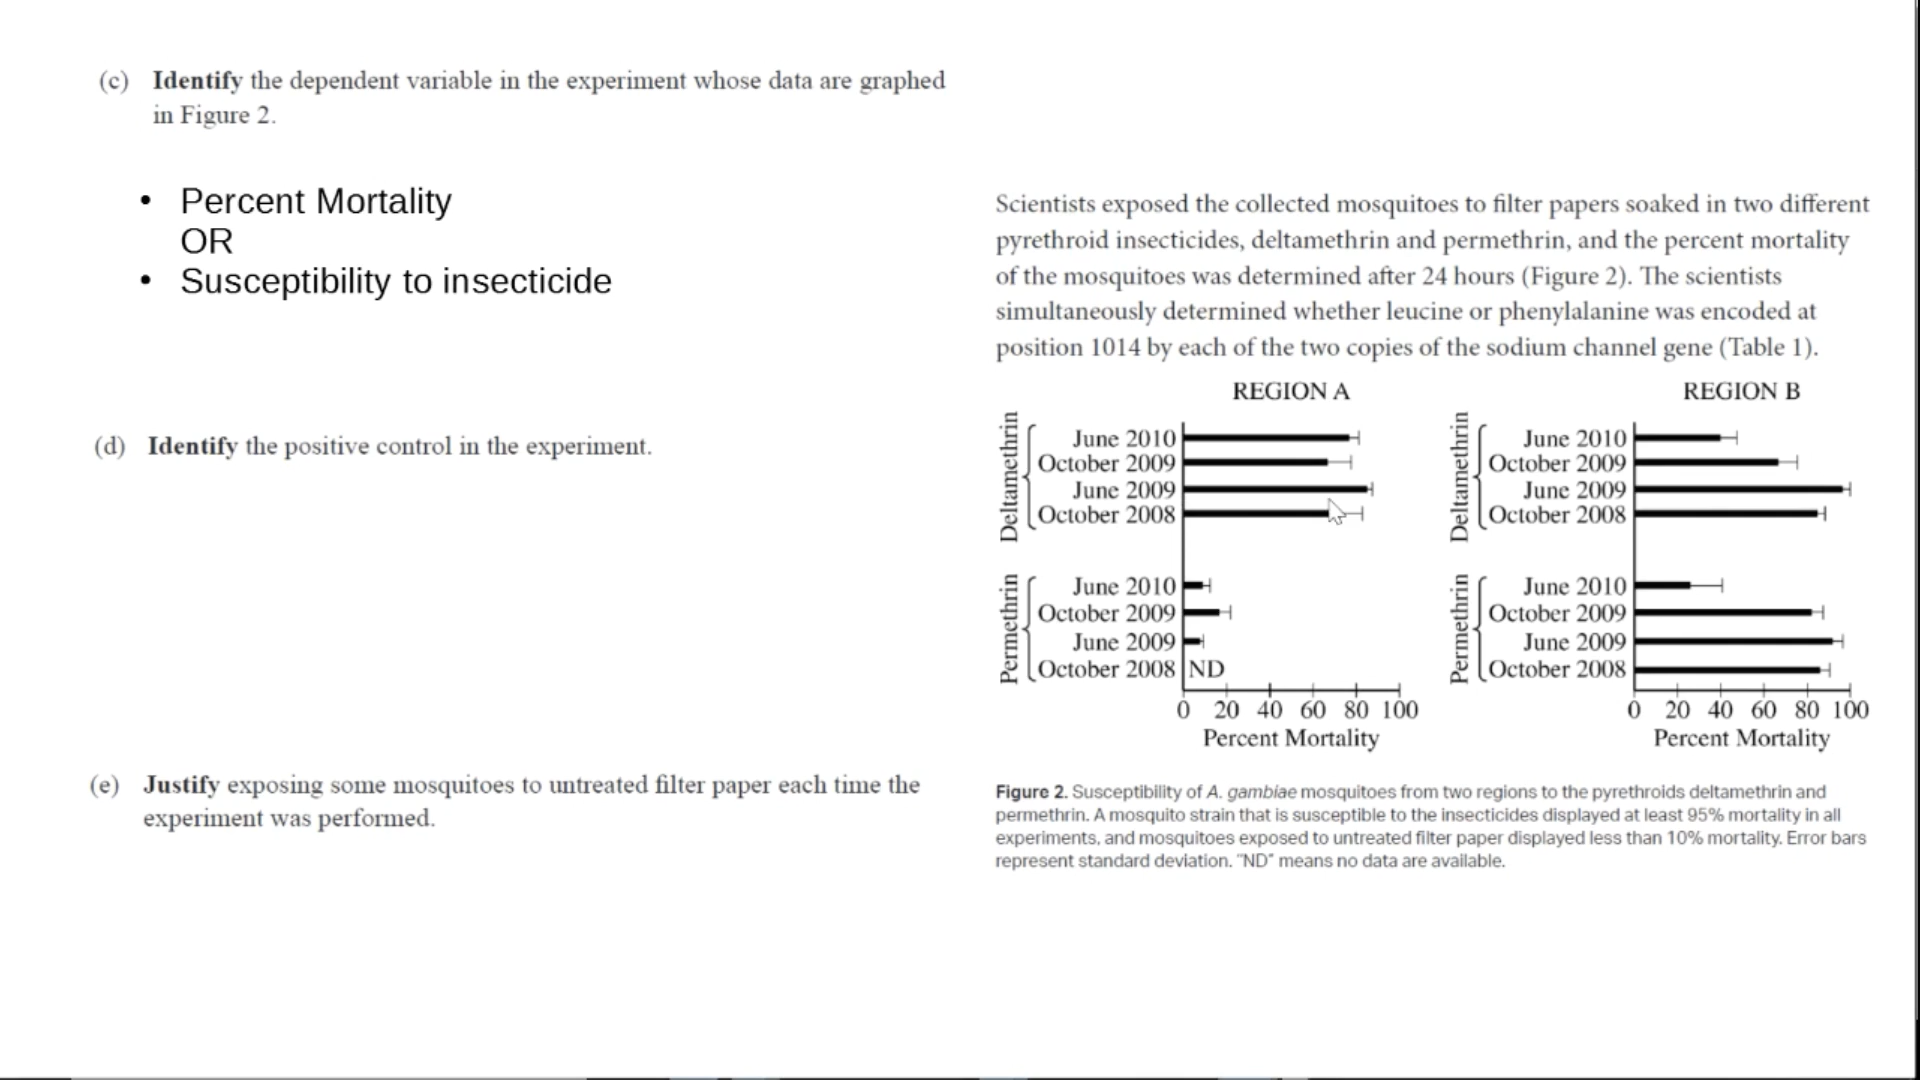 (c) Identify the dependent variable in the experiment whose data are graphed
in Figure 2.
• Percent Mortality
OR
• Susceptibility to insecticide
(d) Identify the positive control in the experiment.
(e) Justify exposing some mosquitoes to untreated filter paper each time the
experiment was performed.
Scientists exposed the collected mosquitoes to filter papers soaked in two different
pyrethroid insecticides, deltamethrin and permethrin, and the percent mortality
of the mosquitoes was determined after 24 hours (Figure 2). The scientists
simultaneously determined whether leucine or phenylalanine was encoded at
position 1014 by each of the two copies of the sodium channel gene (Table 1).
REGION A
Deltamethrin
June 2010
October 2009
June 2009
October 2008
Permethrin
June 2010
October 2009
June 2009
October 2008 ND
0 20 40 60 80 100
Percent Mortality
REGION B
Deltamethrin
June 2010
October 2009
June 2009
October 2008
Permethrin
June 2010
October 2009
June 2009
October 2008
0 20 40 60 80 100
Percent Mortality
Figure 2. Susceptibility of A. gambiae mosquitoes from two regions to the pyrethroids deltamethrin and
permethrin. A mosquito strain that is susceptible to the insecticides displayed at least 95% mortality in all
experiments, and mosquitoes exposed to untreated filter paper displayed less than 10% mortality. Error bars
represent standard deviation. "ND" means no data are available.